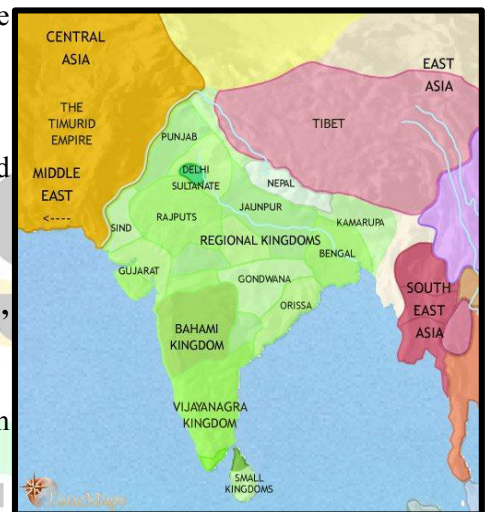 e
CENTRAL
ASIA
EAST
ASIA
THE
TIMURID
EMPIRE
TIBET
PUNJAB
d
MIDDLE
EAST
<----
DELHI
SULTANATE
NEPAL
JAUNPUR
RAJPUTS
KAMARUPA
SIND
REGIONAL KINGDOMS
BENGAL
GUJARAT
GONDWANA
SOUTH
EAST
ASIA
ORISSA
,
BAHAMI
KINGDOM
VIJAYANAGRA
KINGDOM
SMALL
KINGDOMS
TimeMaps